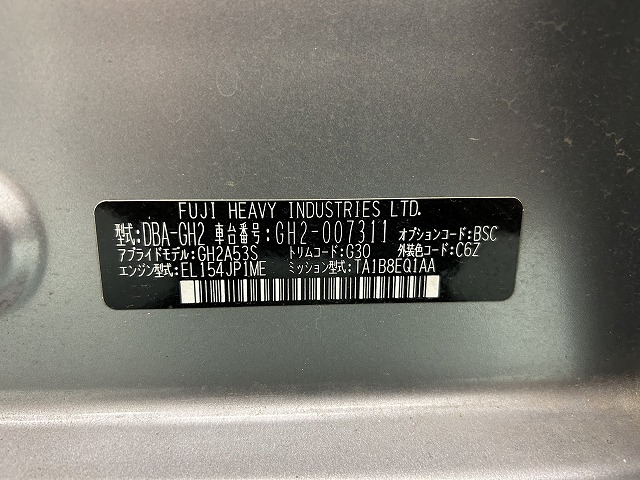 FUJI HEAVY INDUSTRIES LTD.
型式:DBA-GH2 車台番号:GH2-007311 オプションコード:BSC
アプライドモデル:GH2A53S トリムコード:G30 外装色コード:C6Z
エンジン型式:EL154JP1ME ミッション型式:TA1B8EQ1AA